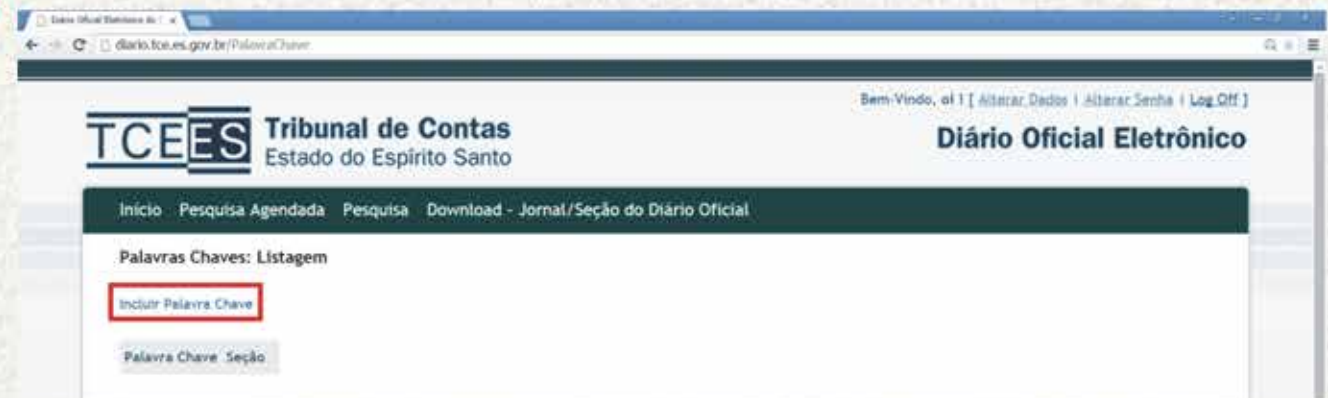 diario.tce.es.gov.br/PalavraChave
Bem-Vindo, ol ! [ Alterar Dados | Alterar Senha | Log Off ]
TCEES Tribunal de Contas
Estado do Espírito Santo
Diário Oficial Eletrônico
Início Pesquisa Agendada Pesquisa Download - Jornal/Seção do Diário Oficial
Palavras Chaves: Listagem
Incluir Palavra Chave
Palavra Chave Seção